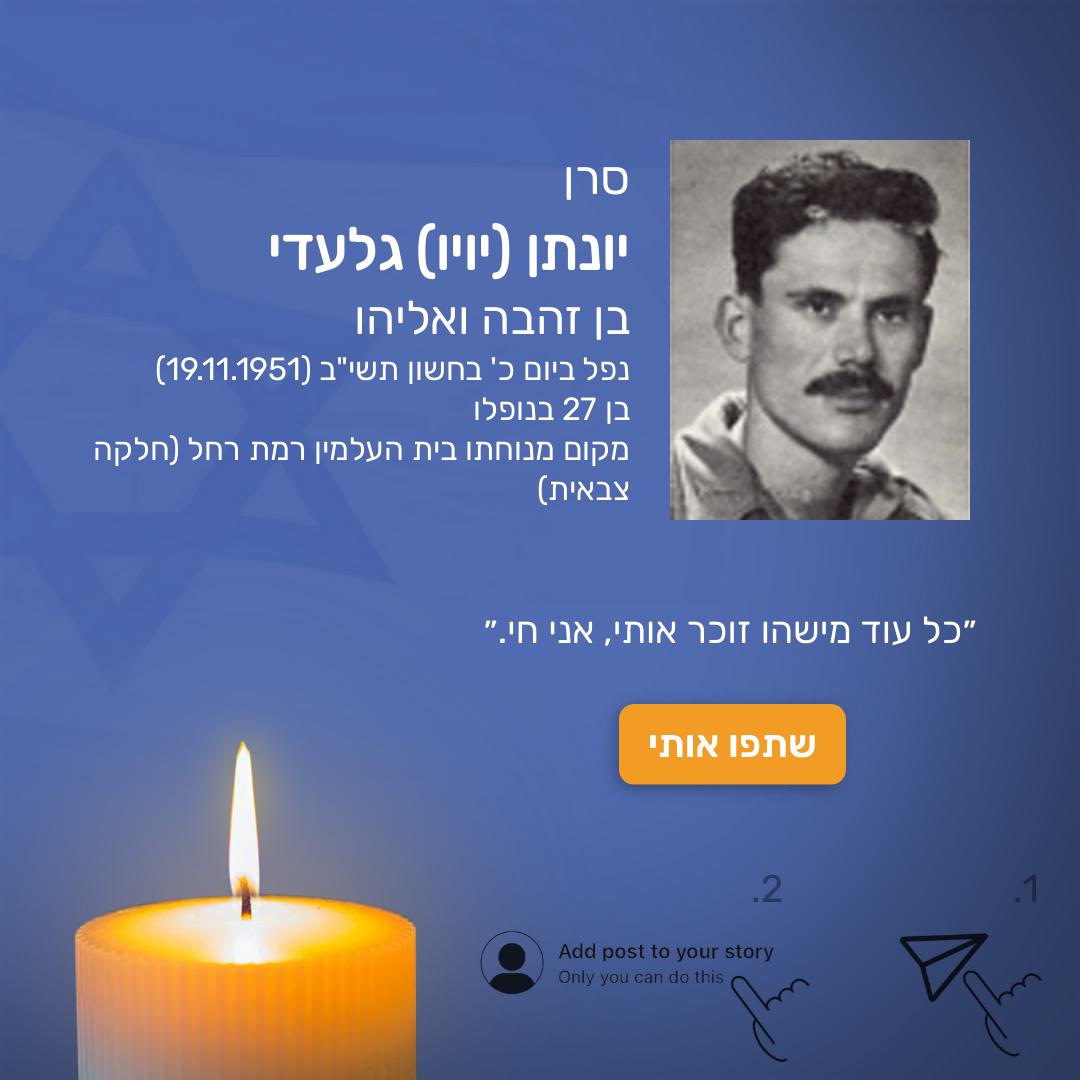 סרן
יונתן (יויו) גלעדי
בן זהבה ואליהו
נפל ביום כ' בחשון תשי"ב (19.11.1951)
בן 27 בנופלו
מקום מנוחתו בית העלמין רמת רחל (חלקה
צבאית)
״כל עוד מישהו זוכר אותי, אני חי.״
שתפו אותי
1.
2.
Add post to your story
Only you can do this